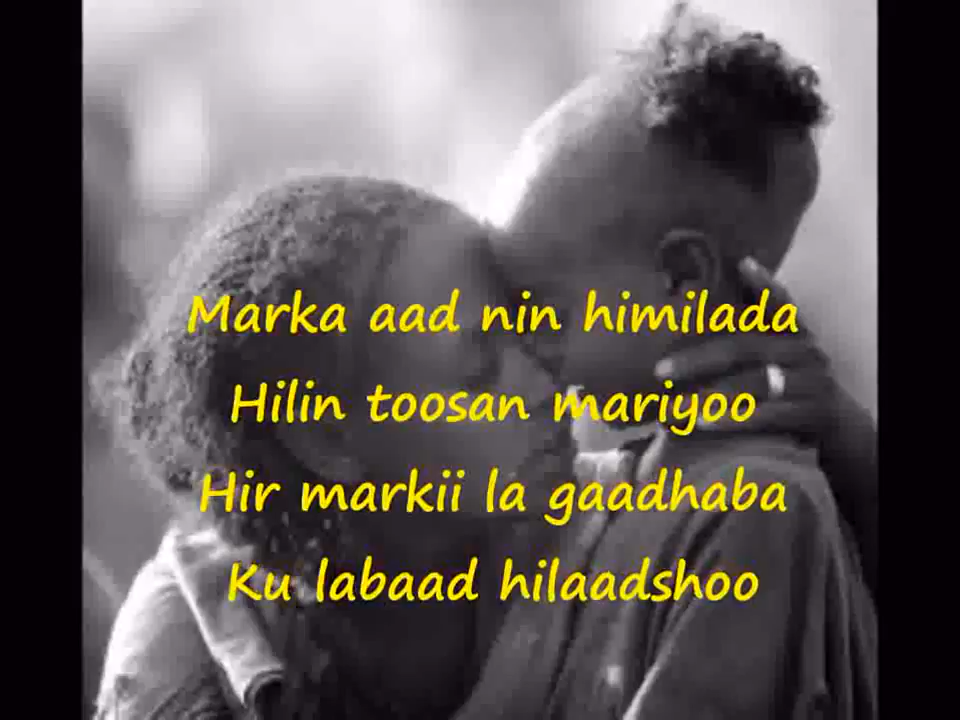 Marka aad nin himilada
Hilin toosan mariyoo
Hir markii la gaadhaba
Ku labaad hilaadshoo